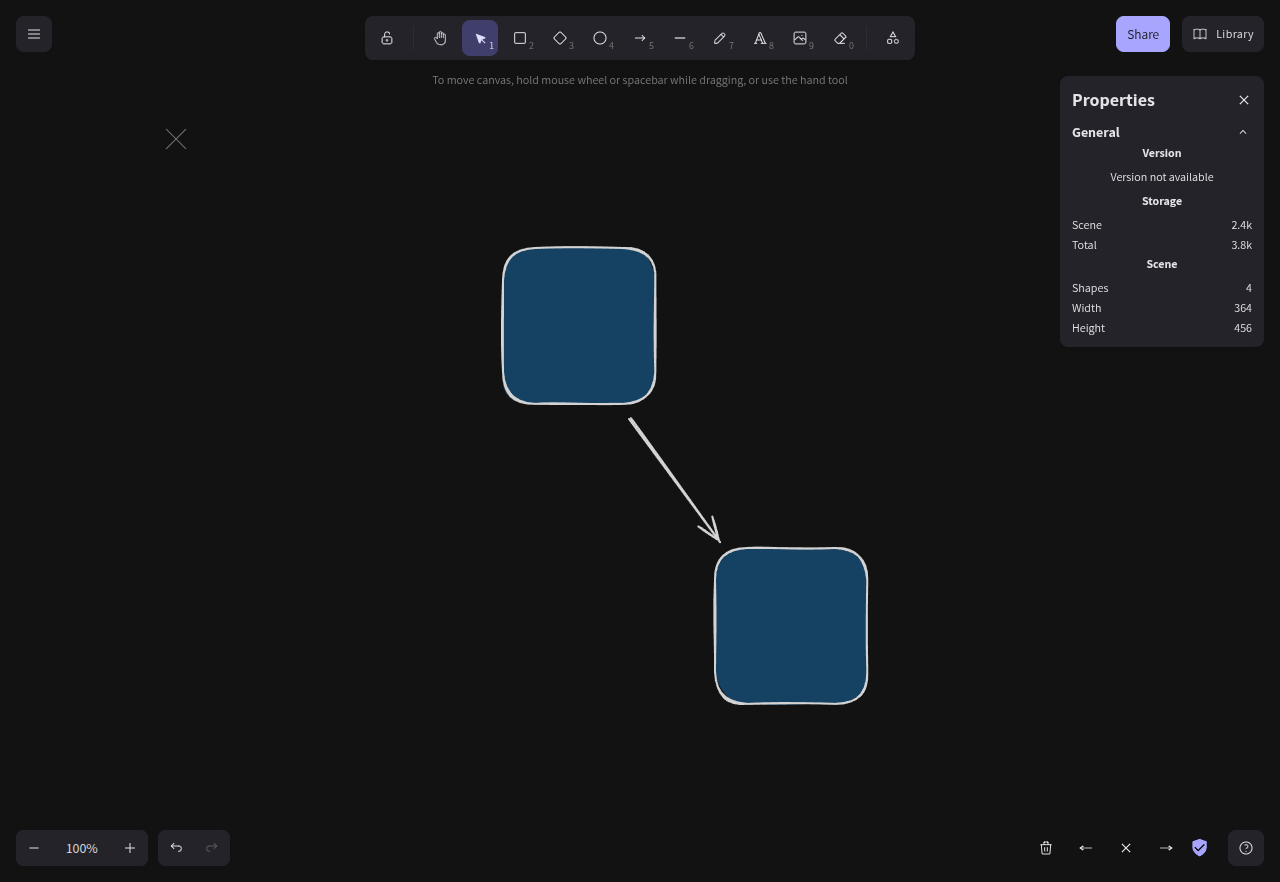 1
2
3
4
5
6
7
8
9
0
Share
Library
To move canvas, hold mouse wheel or spacebar while dragging, or use the hand tool
Properties
General
Version
Version not available
Storage
Scene 2.4k
Total 3.8k
Scene
Shapes 4
Width 364
Height 456
100%